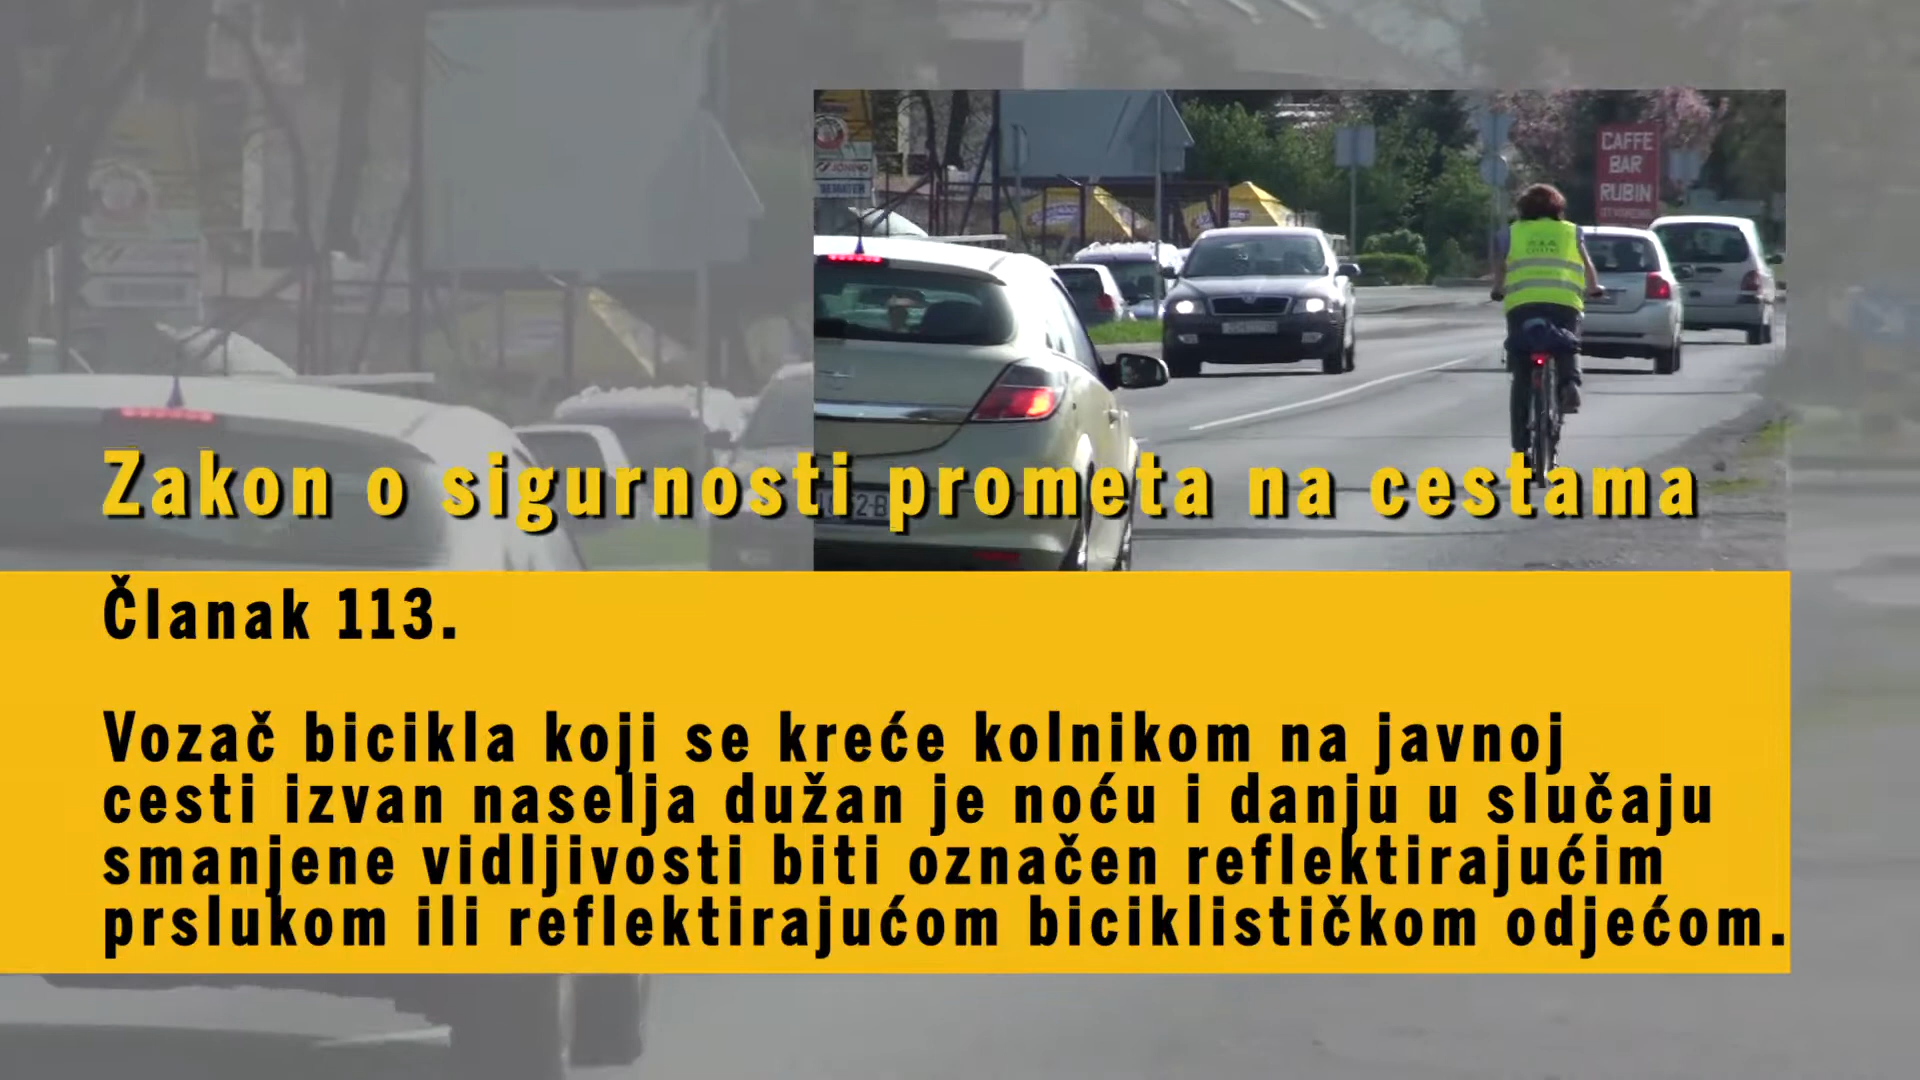 CAFFE
BAR
RUBIN
Zakon o sigurnosti prometa na cestama
Članak 113.
Vozač bicikla koji se kreće kolnikom na javnoj
cesti izvan naselja dužan je noću i danju u slučaju
smanjene vidljivosti biti označen reflektirajućim
prslukom ili reflektirajućom biciklističkom odjećom.